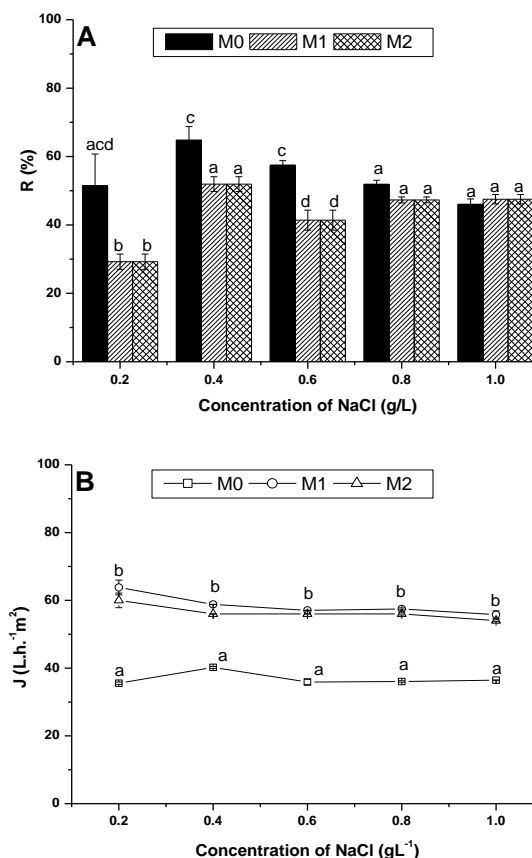 A
M0 M1 M2
100
80
60
40
20
0
R (%)
acd
b b
c
a a
c
d d
a a a
a a a
0.2 0.4 0.6 0.8 1.0
Concentration of NaCl (g/L)
B
M0 M1 M2
100
80
60
40
20
0
J (L.h.⁻¹m²)
b b b b b
a a a a a
0.2 0.4 0.6 0.8 1.0
Concentration of NaCl (gL⁻¹)